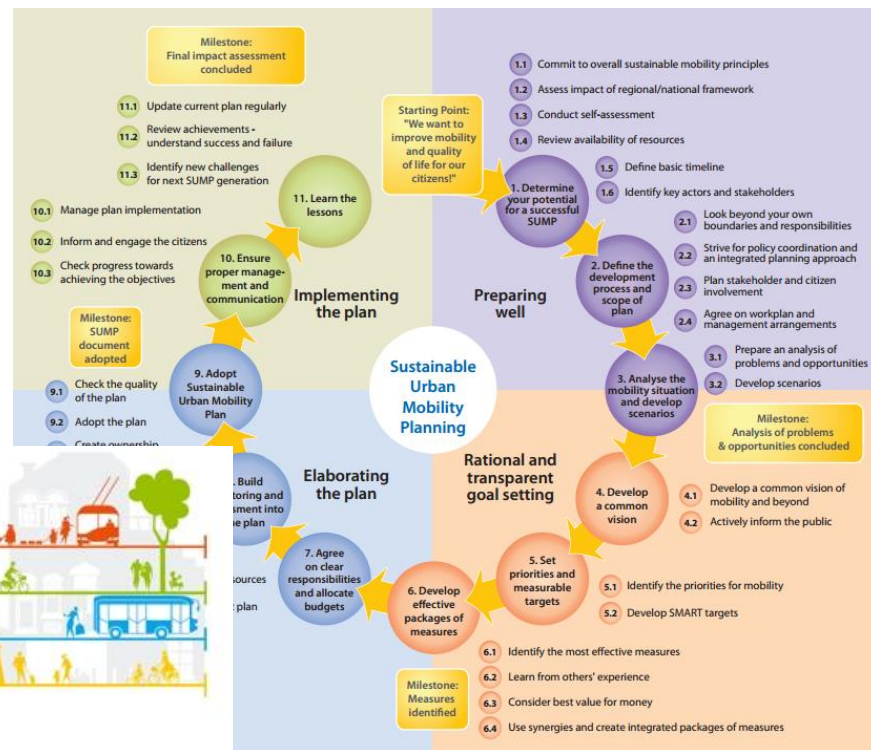 Milestone:
Final impact assessment
concluded
11.1 Update current plan regularly
11.2 Review achievements -
understand success and failure
11.3 Identify new challenges
for next SUMP generation
11. Learn the
lessons
10.1 Manage plan implementation
10.2 Inform and engage the citizens
10.3 Check progress towards
achieving the objectives
10. Ensure
proper manage-
ment and
communication
Implementing
the plan
Starting Point:
"We want to
improve mobility
and quality
of life for our
citizens!"
1.1 Commit to overall sustainable mobility principles
1.2 Assess impact of regional/national framework
1.3 Conduct self-assessment
1.4 Review availability of resources
1.5 Define basic timeline
1.6 Identify key actors and stakeholders
1. Determine
your potential
for a successful
SUMP
2.1 Look beyond your own
boundaries and responsibilities
2.2 Strive for policy coordination and
an integrated planning approach
2.3 Plan stakeholder and citizen
involvement
2.4 Agree on workplan and
management arrangements
2. Define the
development
process and
scope of
plan
Preparing
well
3.1 Prepare an analysis of
problems and opportunities
3.2 Develop scenarios
3. Analyse the
mobility situation
and develop
scenarios
Milestone:
Analysis of problems
& opportunities concluded
Sustainable
Urban
Mobility
Planning
Milestone:
SUMP
document
adopted
9.1 Check the quality
of the plan
9.2 Adopt the plan
Create ownership
9. Adopt
Sustainable
Urban Mobility
Plan
Elaborating
the plan
Rational and
transparent
goal setting
4. Develop
a common
vision
4.1 Develop a common vision of
mobility and beyond
4.2 Actively inform the public
5. Set
priorities and
measurable
targets
5.1 Identify the priorities for mobility
5.2 Develop SMART targets
6. Develop
effective
packages of
measures
6.1 Identify the most effective measures
6.2 Learn from others' experience
6.3 Consider best value for money
6.4 Use synergies and create integrated packages of measures
Milestone:
Measures
identified
7. Agree
on clear
responsibilities
and allocate
budgets
. Build
toring and
sment into
e plan
sources
plan